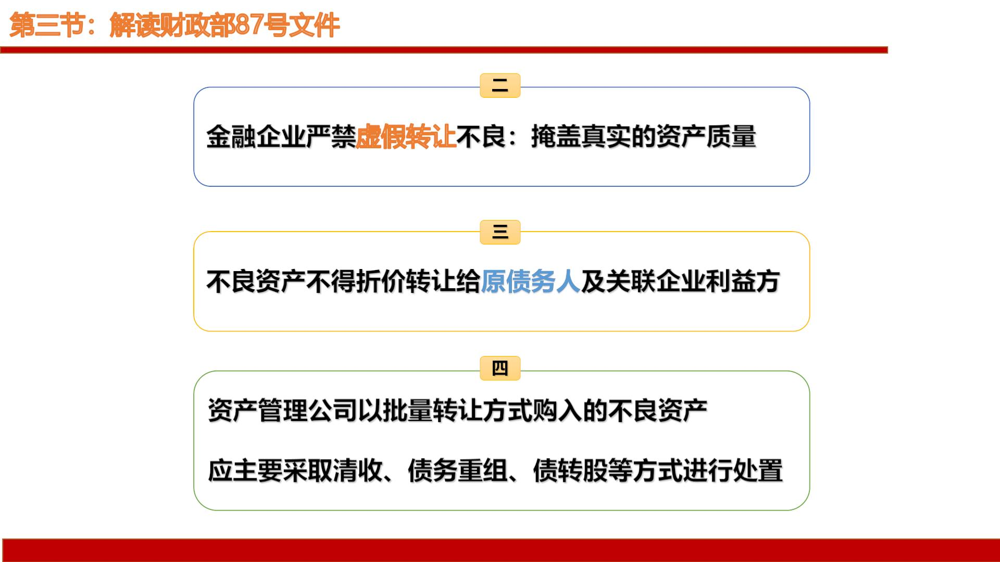 第三节：解读财政部87号文件
二
金融企业严禁虚假转让不良：掩盖真实的资产质量
三
不良资产不得折价转让给原债务人及关联企业利益方
四
资产管理公司以批量转让方式购入的不良资产
应主要采取清收、债务重组、债转股等方式进行处置